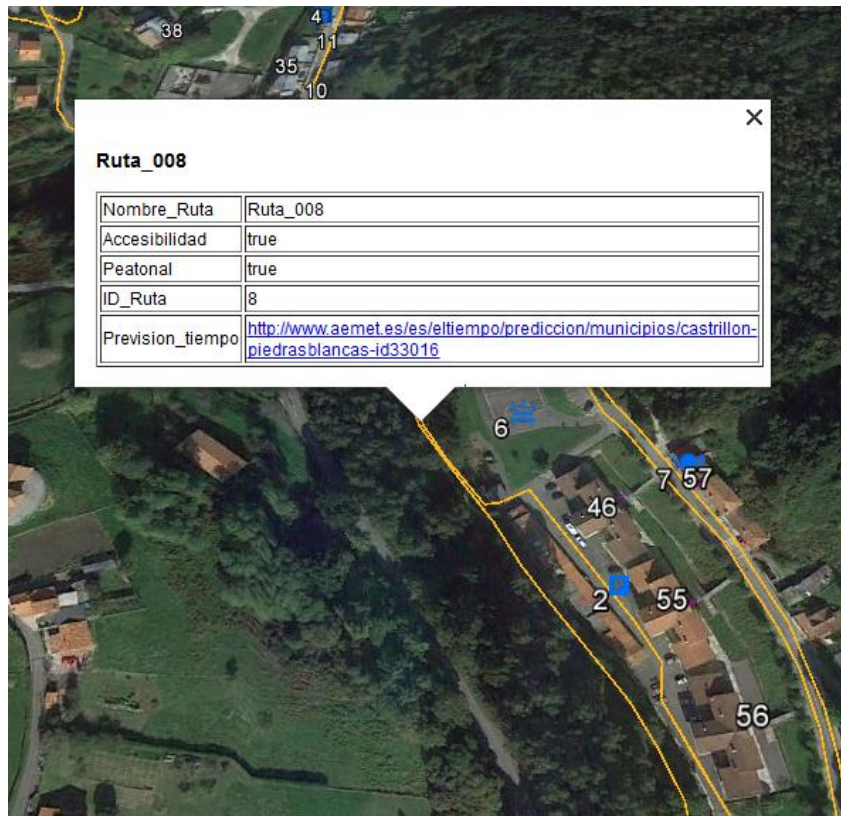 4
38
11
35
10
Ruta_008
Nombre_Ruta Ruta_008
Accesibilidad true
Peatonal true
ID_Ruta 8
Prevision_tiempo http://www.aemet.es/es/eltiempo/prediccion/municipios/castrillon-
piedrasblancas-id33016
6
7 57
46
2 55
56